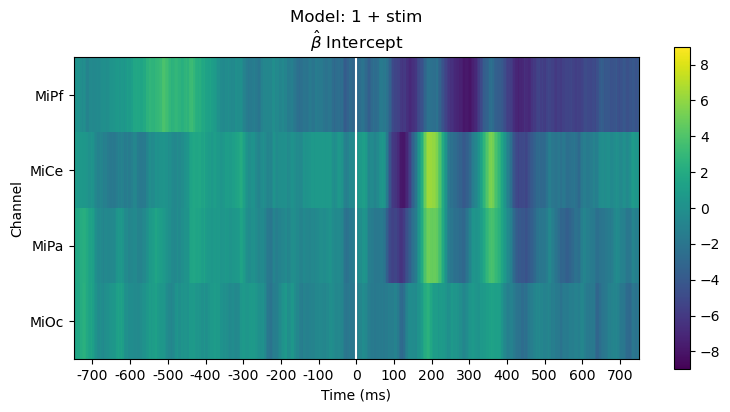 Model: 1 + stim
β̂ Intercept
MiPf
MiCe
MiPa
MiOc
Channel
-700 -600 -500 -400 -300 -200 -100 0 100 200 300 400 500 600 700
Time (ms)
8
6
4
2
0
−2
−4
−6
−8